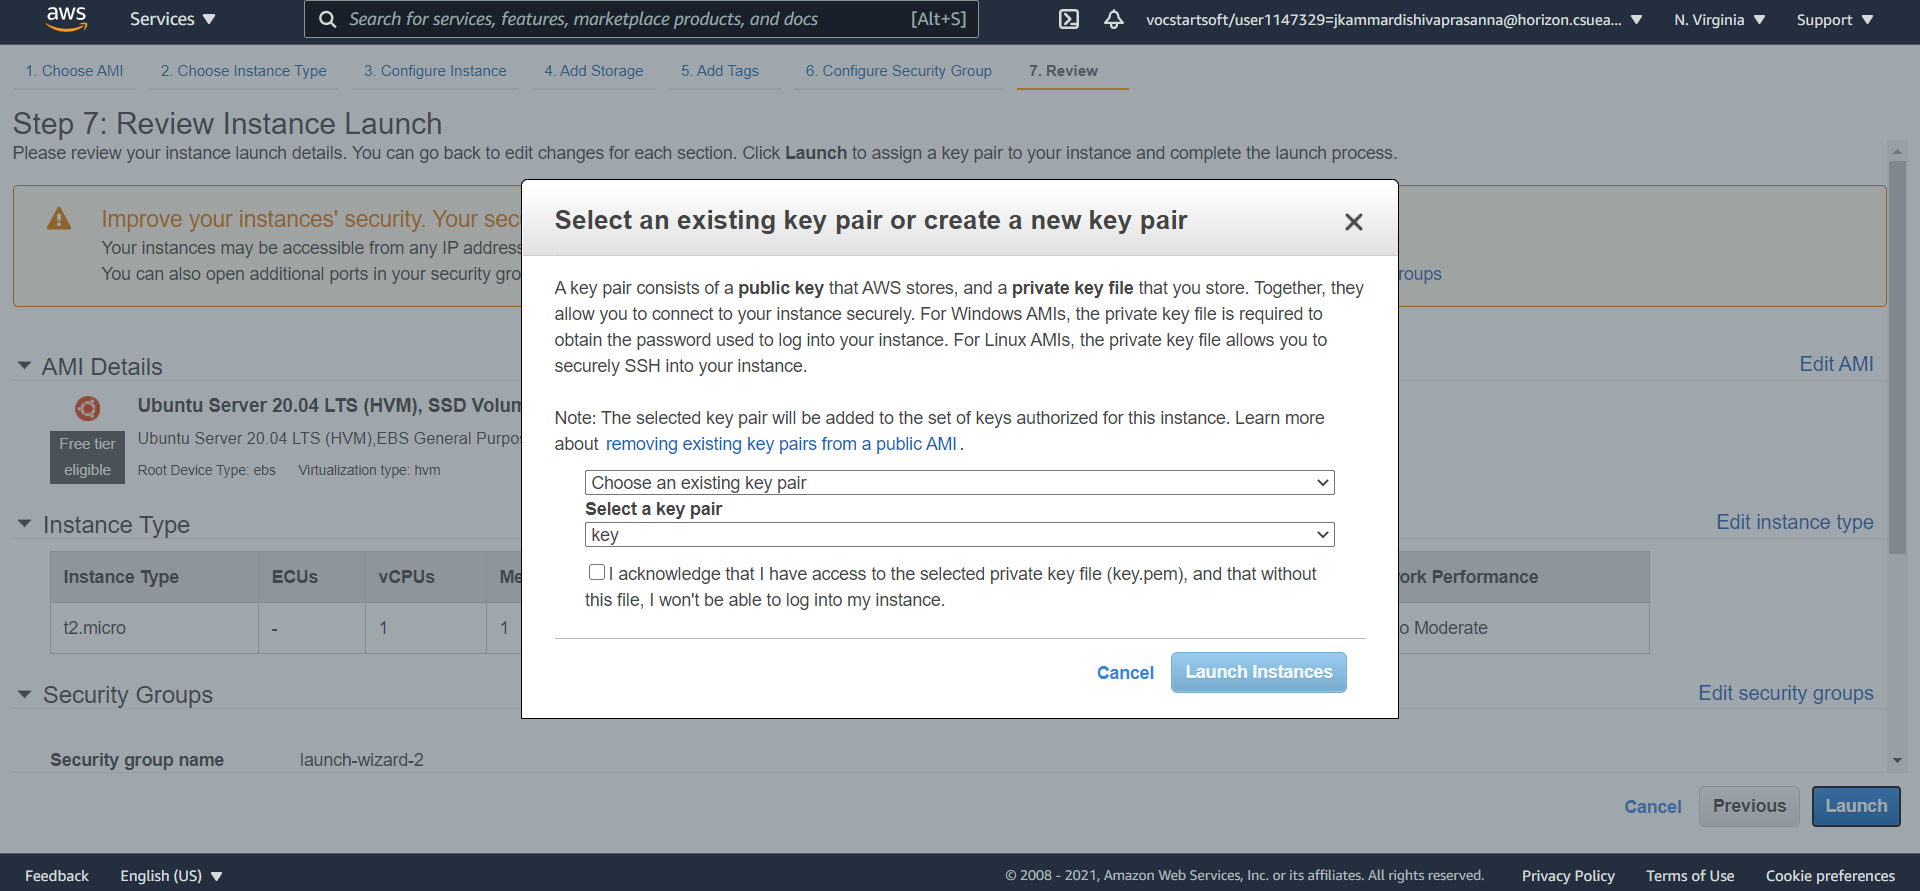 aws
Services
Search for services, features, marketplace products, and docs [Alt+S]
vocstartsoft/user1147329=jkammardishivaprasanna@horizon.csuea...
N. Virginia
Support
1. Choose AMI
2. Choose Instance Type
3. Configure Instance
4. Add Storage
5. Add Tags
6. Configure Security Group
7. Review
Step 7: Review Instance Launch
Please review your instance launch details. You can go back to edit changes for each section. Click Launch to assign a key pair to your instance and complete the launch process.
Improve your instances' security. Your sec
Your instances may be accessible from any IP address
You can also open additional ports in your security gro
roups
Select an existing key pair or create a new key pair
A key pair consists of a public key that AWS stores, and a private key file that you store. Together, they
allow you to connect to your instance securely. For Windows AMIs, the private key file is required to
obtain the password used to log into your instance. For Linux AMIs, the private key file allows you to
securely SSH into your instance.
Note: The selected key pair will be added to the set of keys authorized for this instance. Learn more
about removing existing key pairs from a public AMI .
Choose an existing key pair
Select a key pair
key
I acknowledge that I have access to the selected private key file (key.pem), and that without
this file, I won't be able to log into my instance.
Cancel
Launch Instances
AMI Details
Edit AMI
Free tier
eligible
Ubuntu Server 20.04 LTS (HVM), SSD Volum
Ubuntu Server 20.04 LTS (HVM),EBS General Purpo
Root Device Type: ebs Virtualization type: hvm
Instance Type
Edit instance type
Instance Type ECUs vCPUs Me ork Performance
t2.micro - 1 1 o Moderate
Security Groups
Edit security groups
Security group name launch-wizard-2
Cancel
Previous
Launch
Feedback
English (US)
© 2008 - 2021, Amazon Web Services, Inc. or its affiliates. All rights reserved.
Privacy Policy
Terms of Use
Cookie preferences